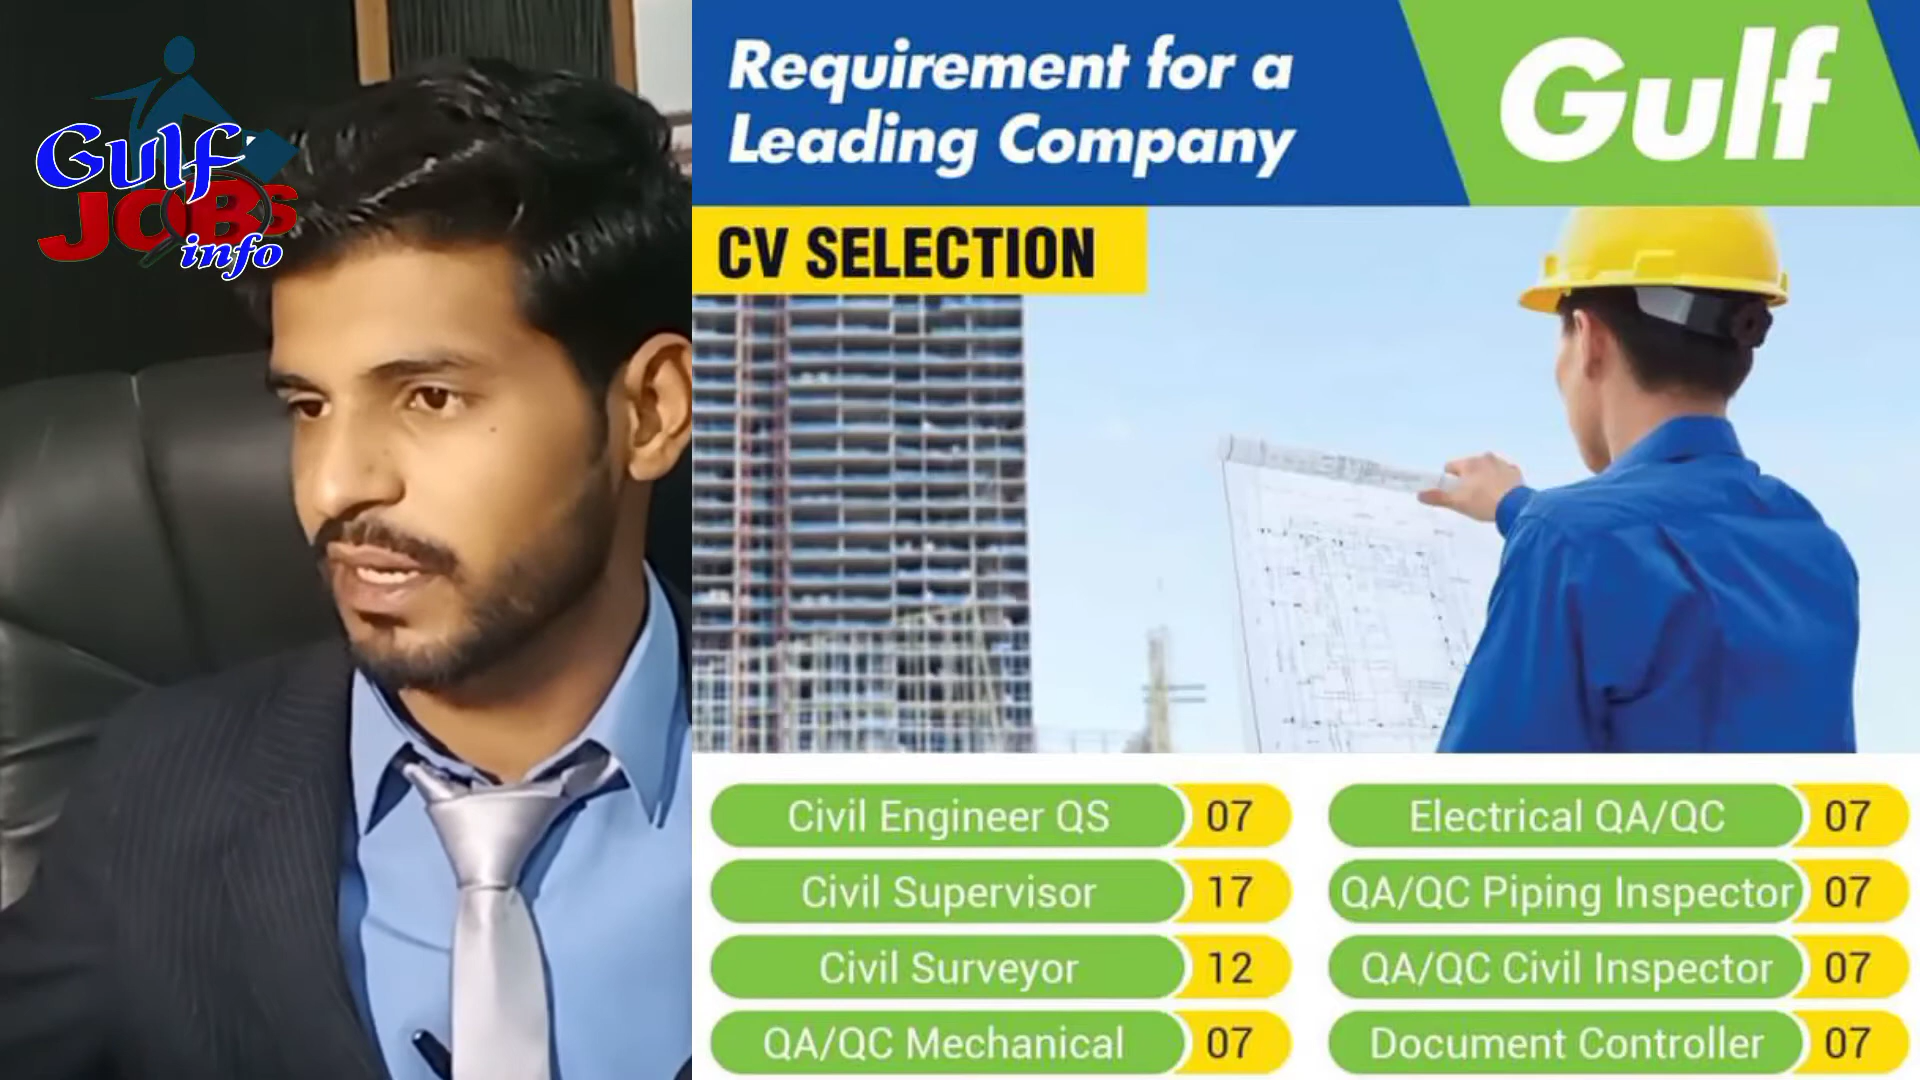 Gulf
JOBS
info
Requirement for a
Leading Company
Gulf
CV SELECTION
Civil Engineer QS 07
Electrical QA/QC 07
Civil Supervisor 17
QA/QC Piping Inspector 07
Civil Surveyor 12
QA/QC Civil Inspector 07
QA/QC Mechanical 07
Document Controller 07